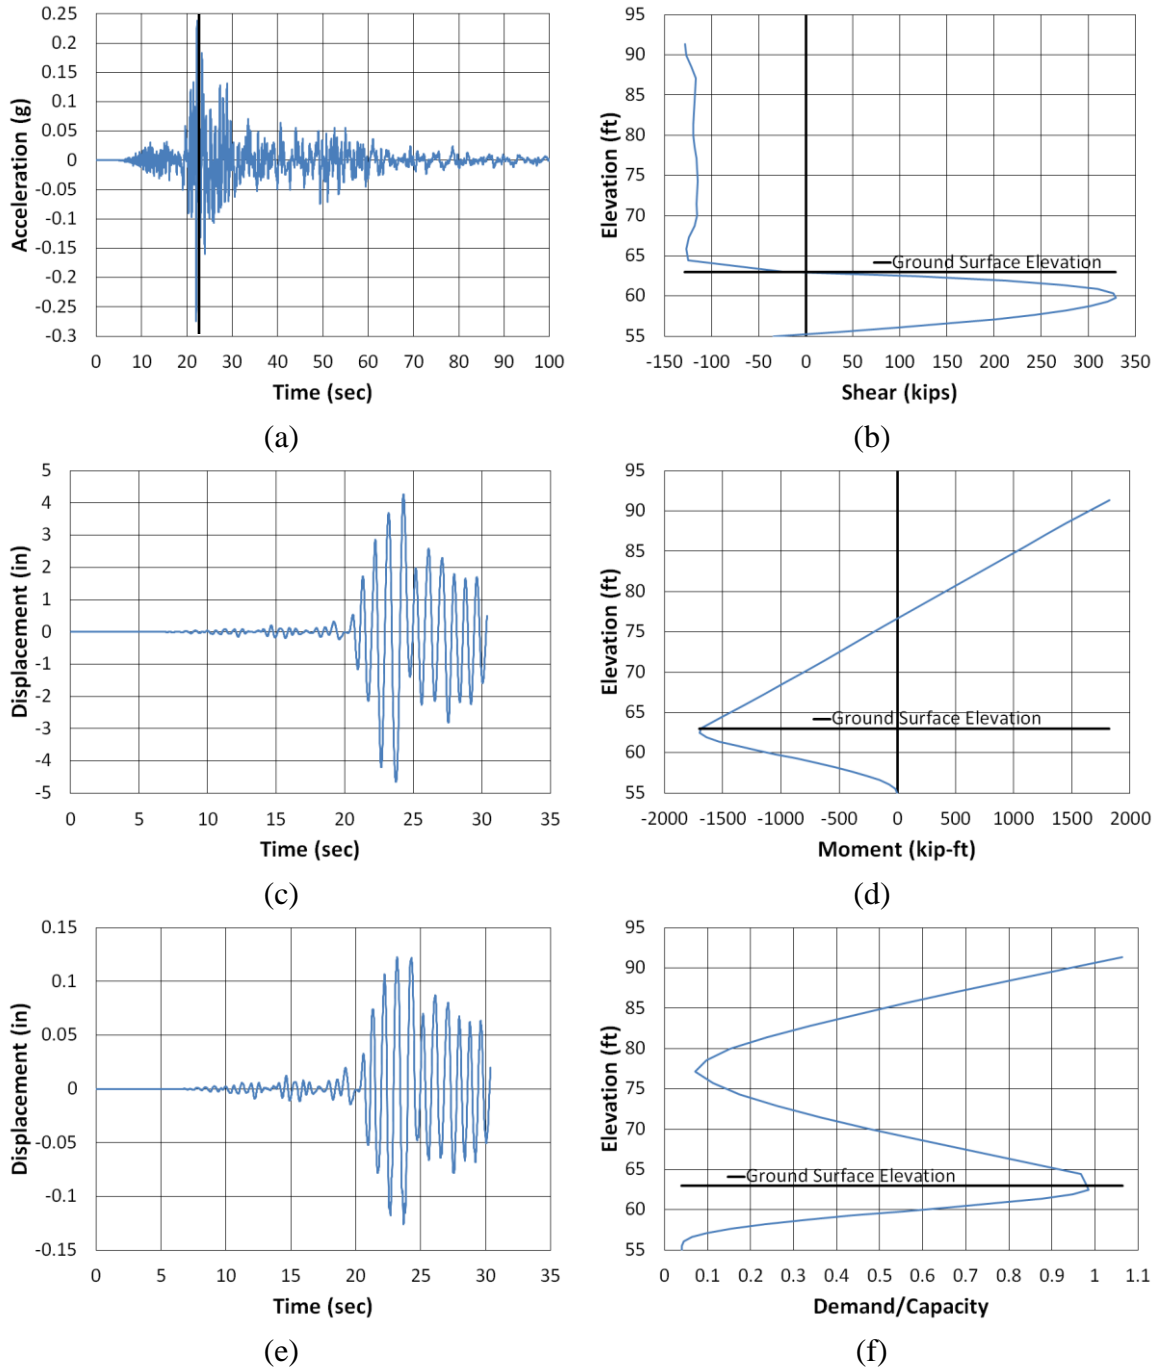 0.25
0.2
0.15
0.1
0.05
0
-0.05
-0.1
-0.15
-0.2
-0.25
-0.3
Acceleration (g)
0 10 20 30 40 50 60 70 80 90 100
Time (sec)
(a)
95
90
85
80
75
70
65
60
55
Elevation (ft)
Ground Surface Elevation
-150 -100 -50 0 50 100 150 200 250 300 350
Shear (kips)
(b)
5
4
3
2
1
0
-1
-2
-3
-4
-5
Displacement (in)
0 5 10 15 20 25 30 35
Time (sec)
(c)
95
90
85
80
75
70
65
60
55
Elevation (ft)
Ground Surface Elevation
-2000 -1500 -1000 -500 0 500 1000 1500 2000
Moment (kip-ft)
(d)
0.15
0.1
0.05
0
-0.05
-0.1
-0.15
Displacement (in)
0 5 10 15 20 25 30 35
Time (sec)
(e)
95
90
85
80
75
70
65
60
55
Elevation (ft)
Ground Surface Elevation
0 0.1 0.2 0.3 0.4 0.5 0.6 0.7 0.8 0.9 1 1.1
Demand/Capacity
(f)